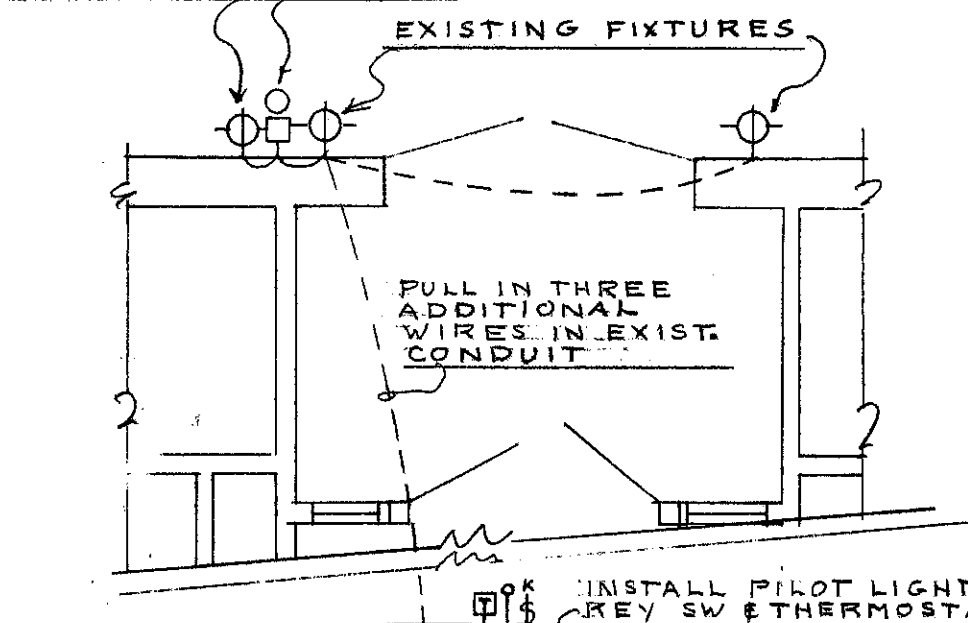 EXISTING FIXTURES
PULL IN THREE
ADDITIONAL
WIRES IN EXIST.
CONDUIT
T K $
INSTALL PILOT LIGHT
KEY SW & THERMOSTA